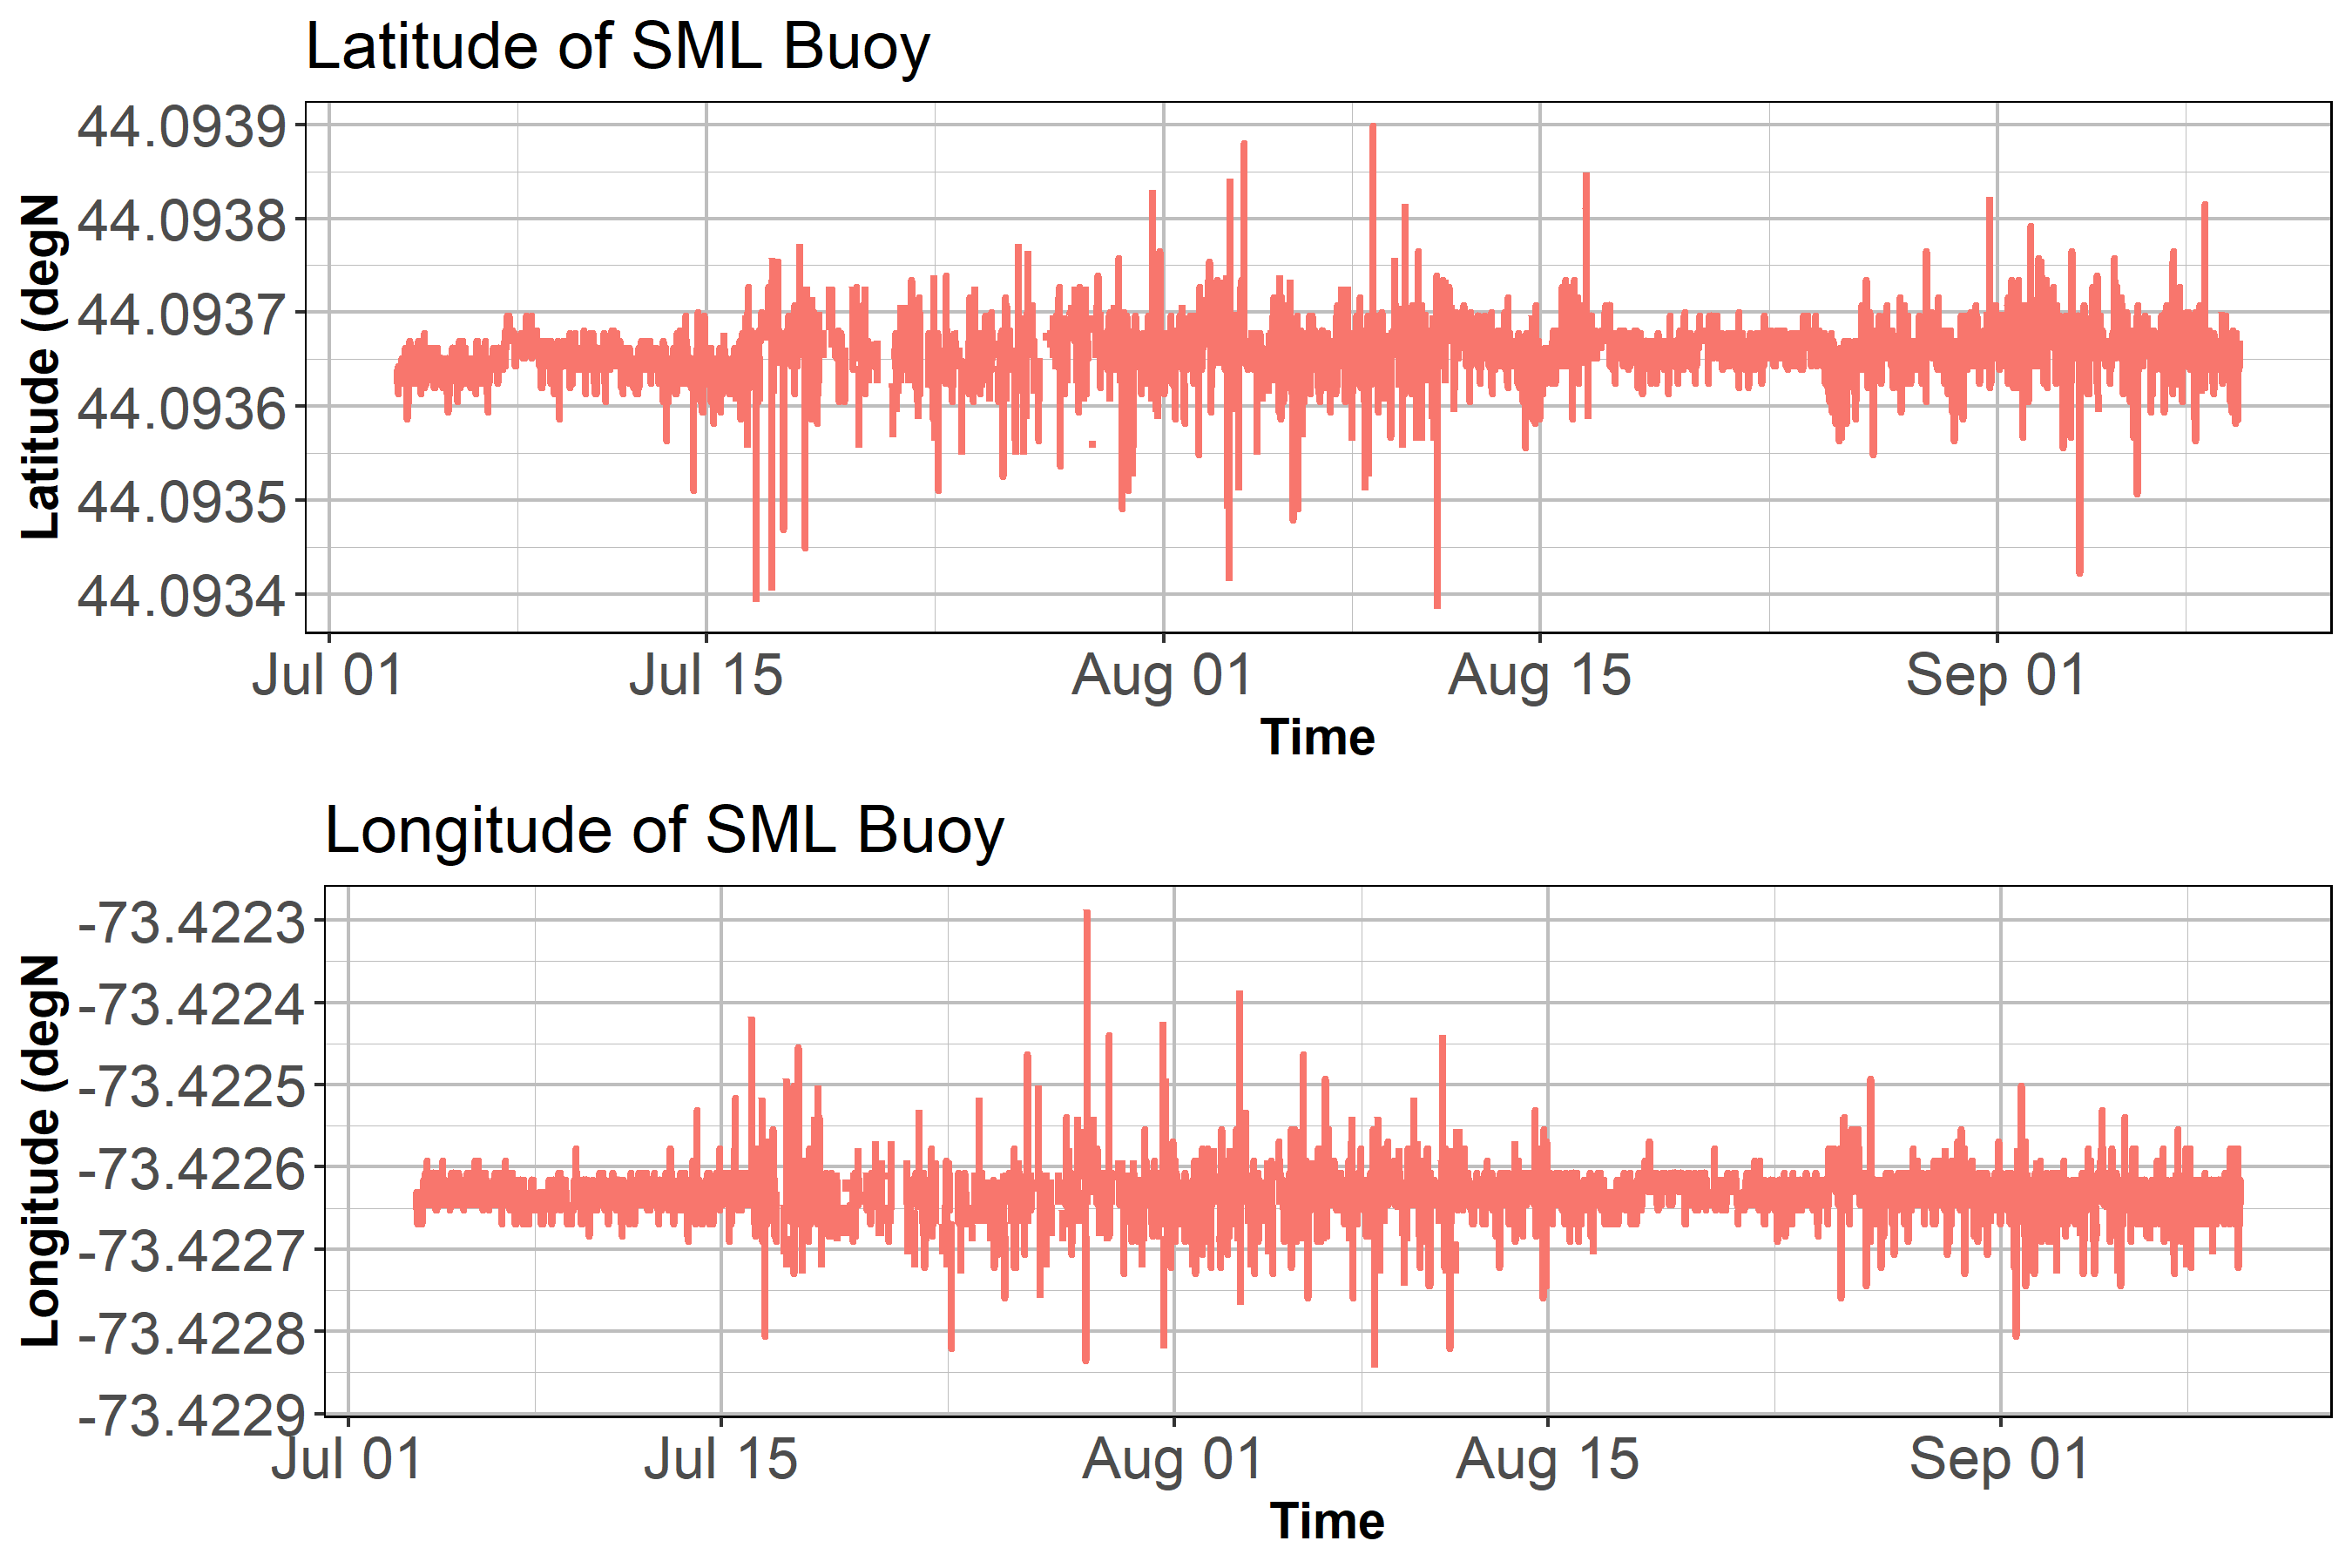 Latitude of SML Buoy
44.0939
44.0938
44.0937
44.0936
44.0935
44.0934
Latitude (degN
Jul 01 Jul 15 Aug 01 Aug 15 Sep 01
Time
Longitude of SML Buoy
-73.4223
-73.4224
-73.4225
-73.4226
-73.4227
-73.4228
-73.4229
Longitude (degN
Jul 01 Jul 15 Aug 01 Aug 15 Sep 01
Time